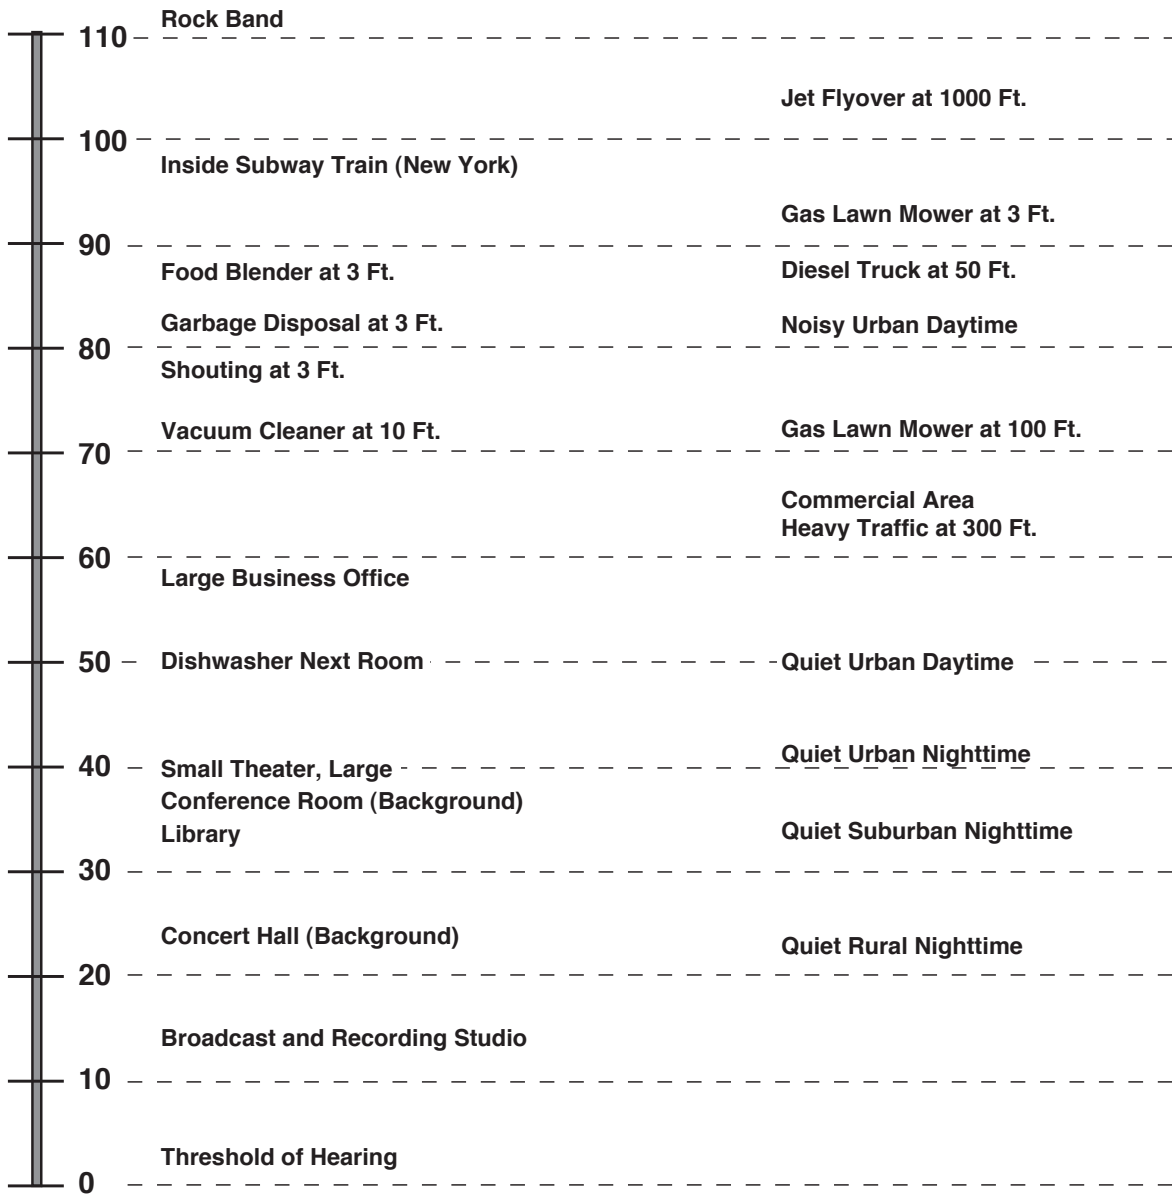 Rock Band
110
Jet Flyover at 1000 Ft.
100
Inside Subway Train (New York)
Gas Lawn Mower at 3 Ft.
90
Food Blender at 3 Ft.
Diesel Truck at 50 Ft.
Garbage Disposal at 3 Ft.
Noisy Urban Daytime
80
Shouting at 3 Ft.
Vacuum Cleaner at 10 Ft.
Gas Lawn Mower at 100 Ft.
70
Commercial Area
Heavy Traffic at 300 Ft.
60
Large Business Office
50
Dishwasher Next Room
Quiet Urban Daytime
Quiet Urban Nighttime
40
Small Theater, Large
Conference Room (Background)
Library
Quiet Suburban Nighttime
30
Concert Hall (Background)
Quiet Rural Nighttime
20
Broadcast and Recording Studio
10
Threshold of Hearing
0